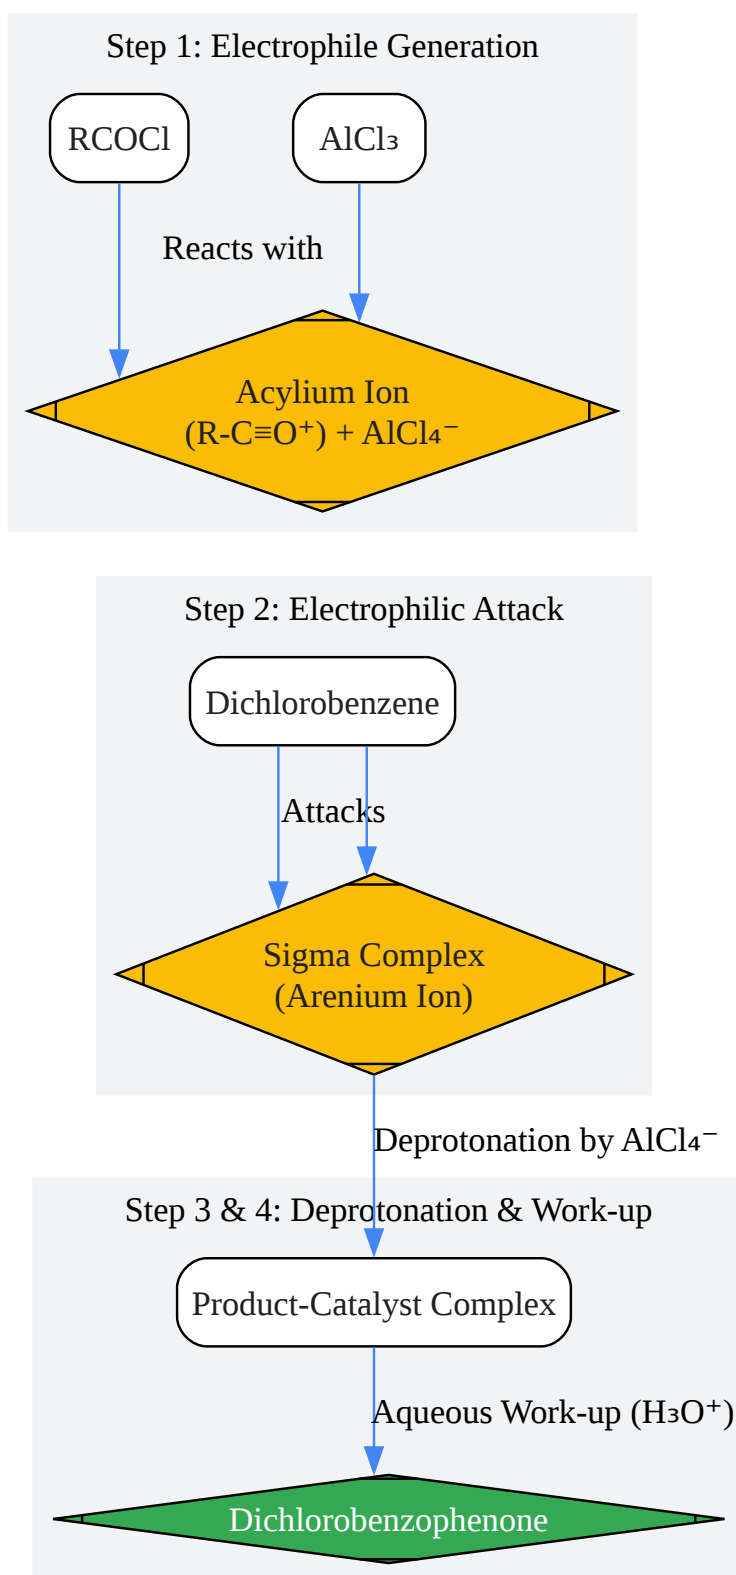 Step 1: Electrophile Generation
RCOCl
AlCl₃
Reacts with
Acylium Ion
(R-C≡O⁺) + AlCl₄⁻
Step 2: Electrophilic Attack
Dichlorobenzene
Attacks
Sigma Complex
(Arenium Ion)
Deprotonation by AlCl₄⁻
Step 3 & 4: Deprotonation & Work-up
Product-Catalyst Complex
Aqueous Work-up (H₃O⁺)
Dichlorobenzophenone